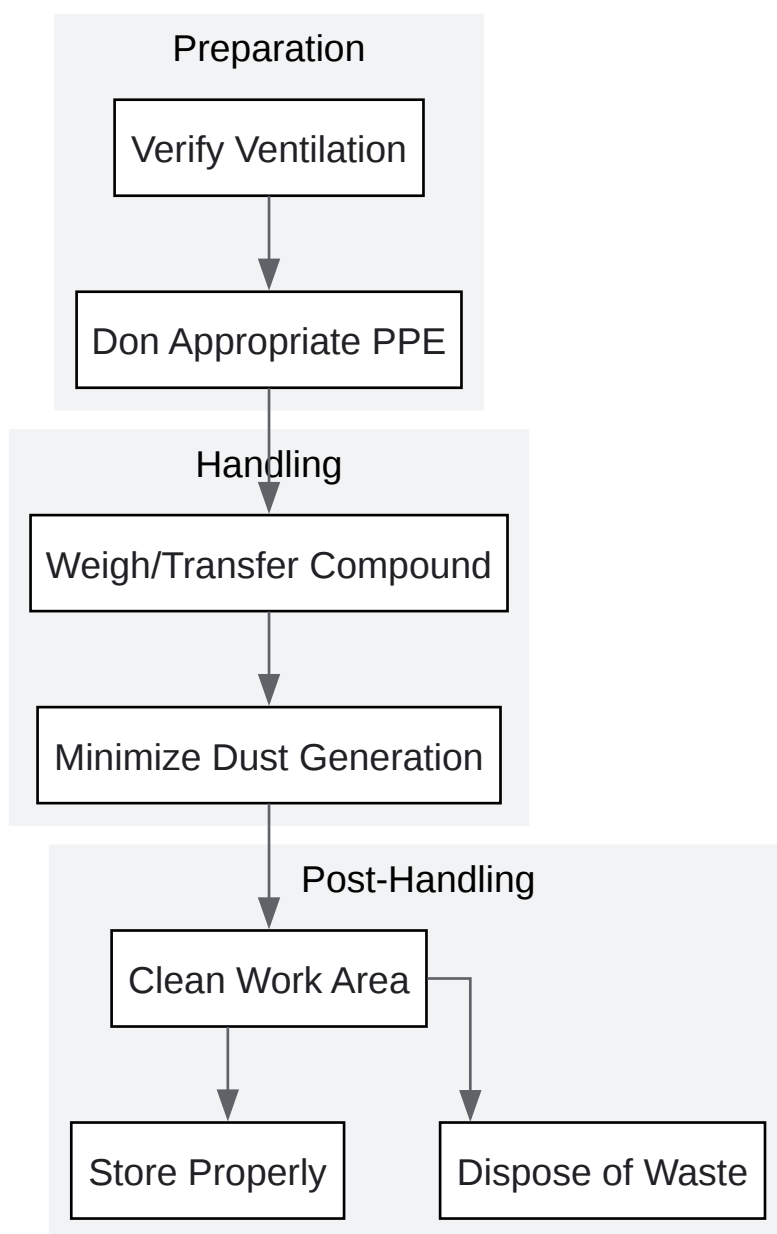 Preparation
Verify Ventilation
Don Appropriate PPE
Handling
Weigh/Transfer Compound
Minimize Dust Generation
Post-Handling
Clean Work Area
Store Properly
Dispose of Waste